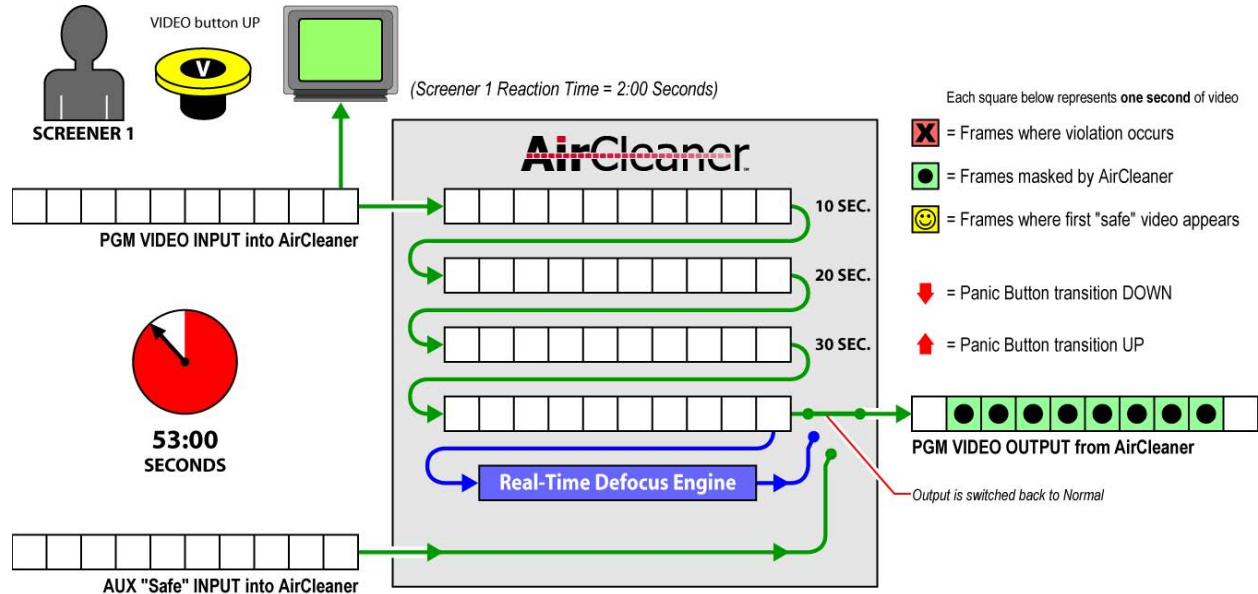 VIDEO button UP
V
(Screener 1 Reaction Time = 2:00 Seconds)
SCREENER 1
Each square below represents one second of video
X = Frames where violation occurs
= Frames masked by AirCleaner
= Frames where first "safe" video appears
= Panic Button transition DOWN
= Panic Button transition UP
AirCleaner
SM
10 SEC.
20 SEC.
30 SEC.
PGM VIDEO INPUT into AirCleaner
53:00
SECONDS
Real-Time Defocus Engine
PGM VIDEO OUTPUT from AirCleaner
Output is switched back to Normal
AUX "Safe" INPUT into AirCleaner